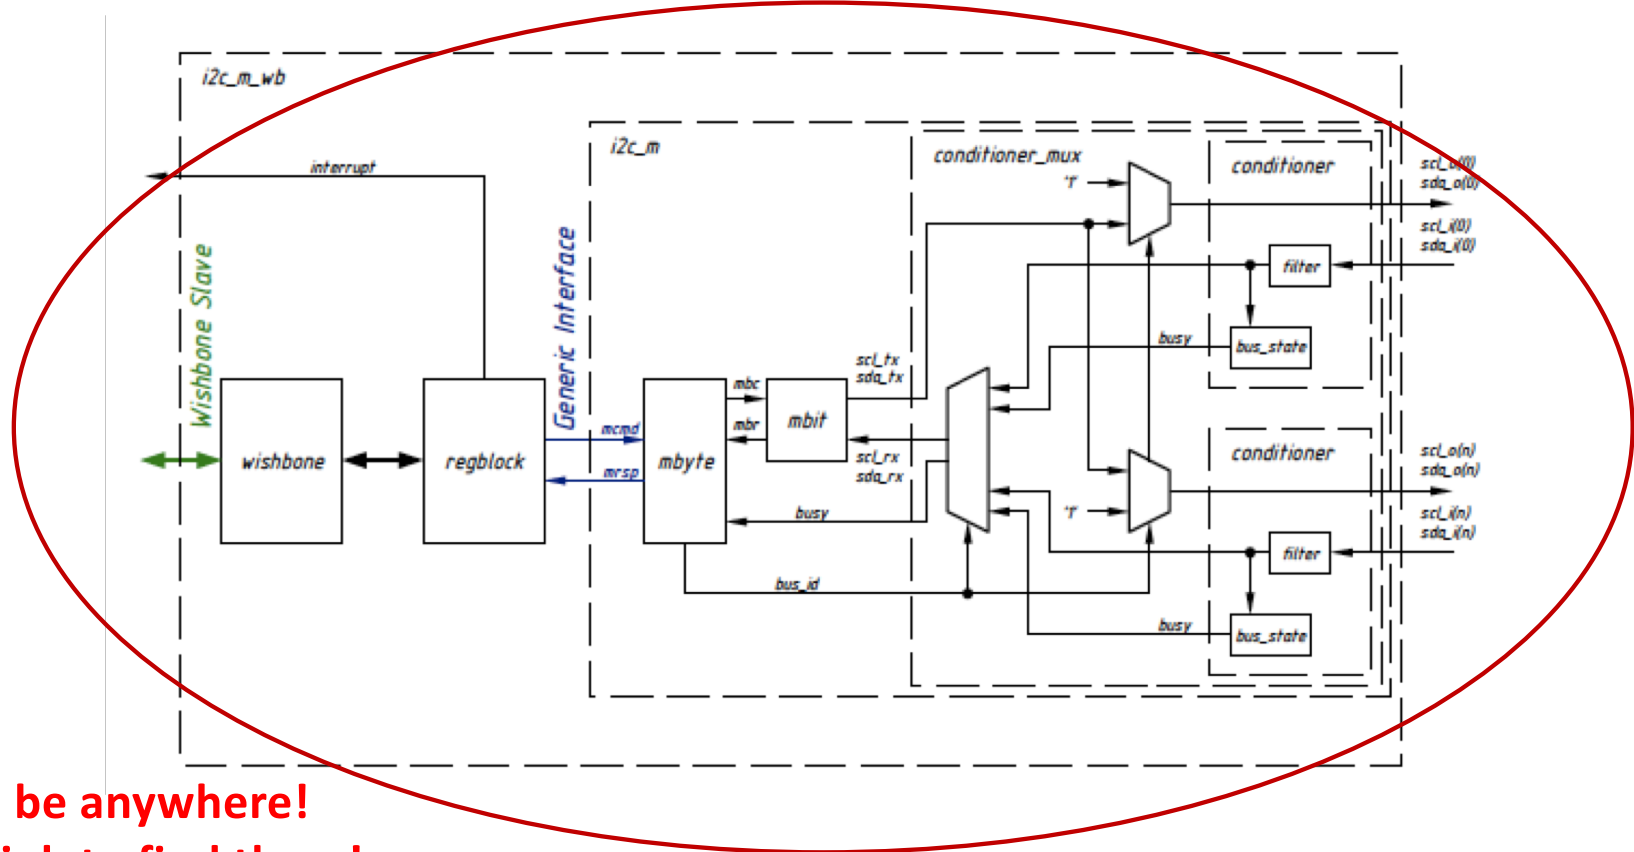 i2c_m_wb
i2c_m
conditioner_mux
conditioner
scl_o(0)
sda_o(0)
interrupt
"1"
scl_i(0)
sda_i(0)
filter
Wishbone Slave
Generic Interface
busy
bus_state
scl_tx
sda_tx
mbc
mbit
mbr
mcmd
wishbone
regblock
mbyte
mrsp
scl_rx
sda_rx
conditioner
scl_o(n)
sda_o(n)
busy
"1"
scl_i(n)
sda_i(n)
filter
bus_id
busy
bus_state
be anywhere!